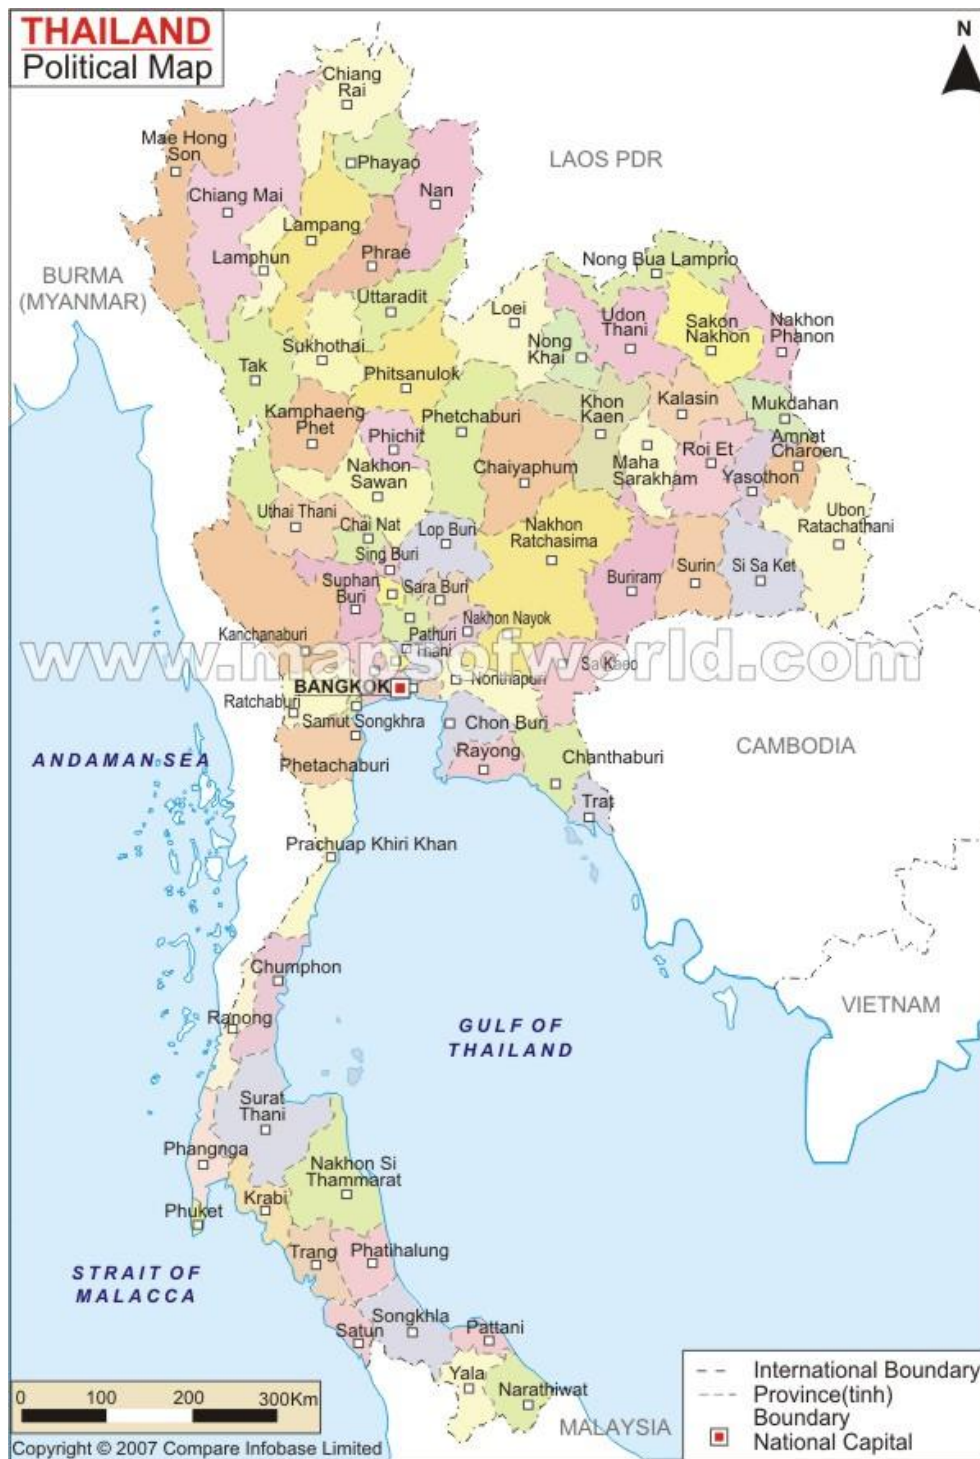 THAILAND
Political Map
N
Chiang
Rai
Mae Hong
Son
Phayao
LAOS PDR
Chiang Mai
Nan
Lampang
Lamphun
Phrae
Nong Bua Lamprio
BURMA
(MYANMAR)
Uttaradit
Loei
Udon
Thani
Sakon
Nakhon
Nakhon
Phanon
Sukhothai
Nong
Khai
Tak
Phitsanulok
Kamphaeng
Phet
Phetchaburi
Khon
Kaen
Kalasin
Mukdahan
Phichit
Amnat
Charoen
Nakhon
Sawan
Chaiyaphum
Maha
Sarakham
Roi Et
Yasothon
Uthai Thani
Chai Nat
Lop Buri
Nakhon
Ratchasima
Ubon
Ratachathani
Sing Buri
Suphan
Buri
Sara Buri
Buriram
Surin
Si Sa Ket
Kanchanaburi
Pathuri
Thani
Nakhon Nayok
www.mapsofworld.com
Sa Kaeo
BANGKOK
Nonthapuri
Ratchaburi
Samut Songkhra
Chon Buri
ANDAMAN SEA
Phetachaburi
Rayong
Chanthaburi
CAMBODIA
Trat
Prachuap Khiri Khan
Chumphon
Ranong
GULF OF
THAILAND
VIETNAM
Surat
Thani
Phangnga
Nakhon Si
Thammarat
Krabi
Phuket
Trang
Phatihalung
STRAIT OF
MALACCA
Songkhla
Satun
Pattani
Yala
Narathiwat
MALAYSIA
0 100 200 300Km
Copyright © 2007 Compare Infobase Limited
International Boundary
Province(tinh)
Boundary
National Capital